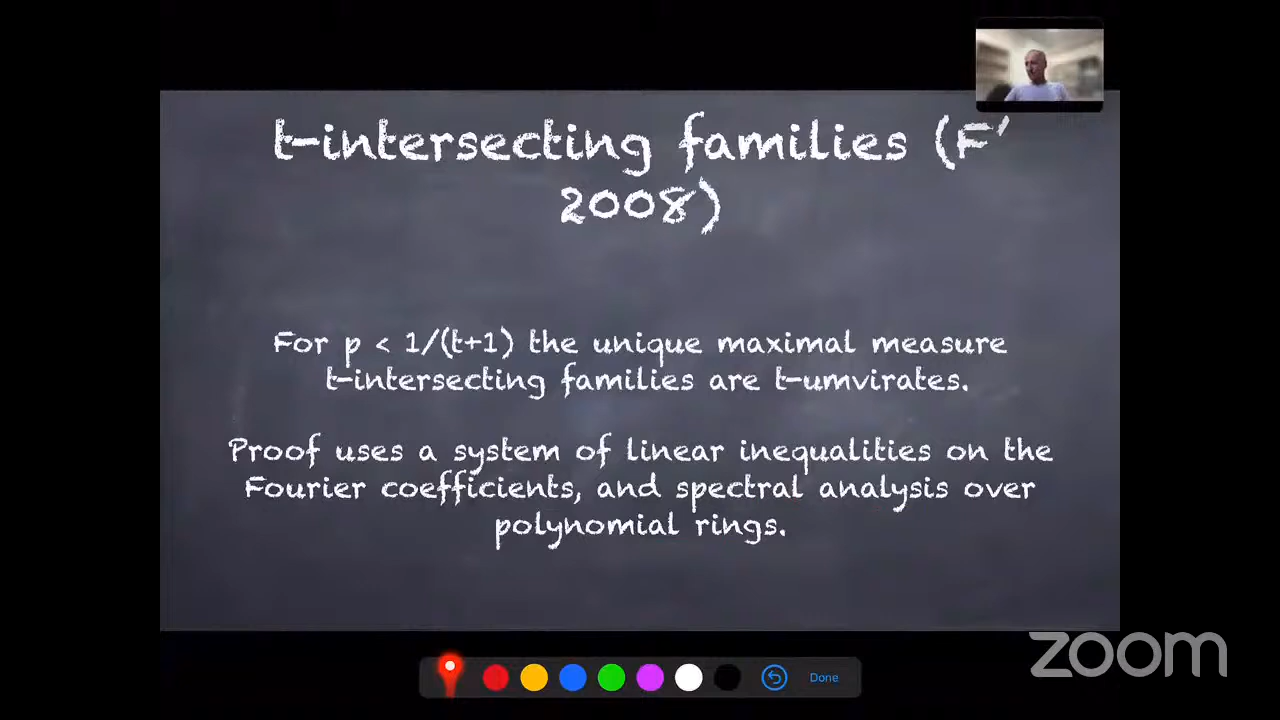 t-intersecting families (F'
2008)
For p < 1/(t+1) the unique maximal measure
t-intersecting families are t-umvirates.
Proof uses a system of linear inequalities on the
Fourier coefficients, and spectral analysis over
polynomial rings.
zoom
Done